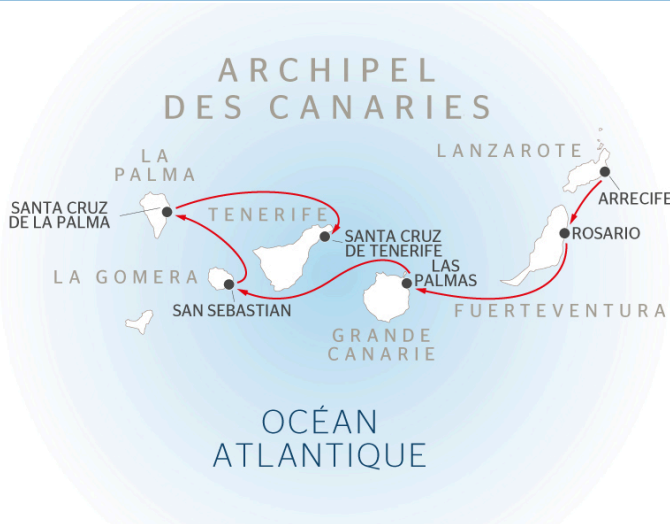 ARCHIPEL
DES CANARIES
LA
PALMA
LANZAROTE
ARRECIFE
SANTA CRUZ
DE LA PALMA
TENERIFE
SANTA CRUZ
DE TENERIFE
ROSARIO
LA GOMERA
LAS
PALMAS
SAN SEBASTIAN
FUERTEVENTURA
GRANDE
CANARIE
OCÉAN
ATLANTIQUE